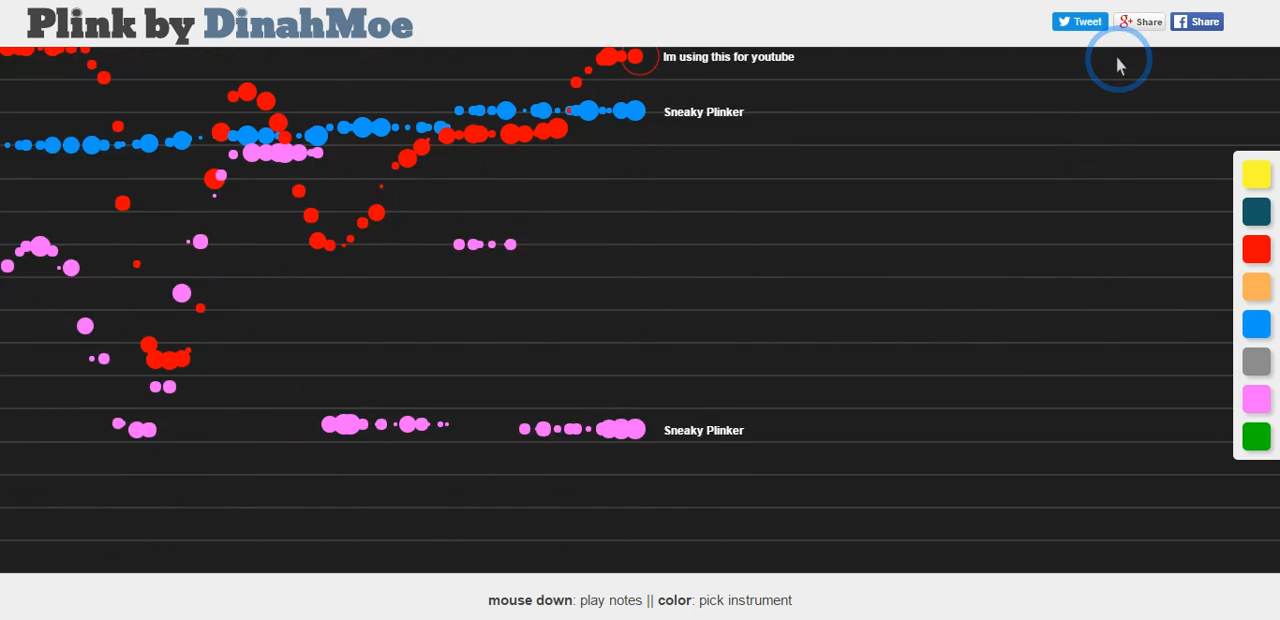 Plink by DinahMoe
Tweet
Share
Share
Im using this for youtube
Sneaky Plinker
Sneaky Plinker
mouse down: play notes || color: pick instrument